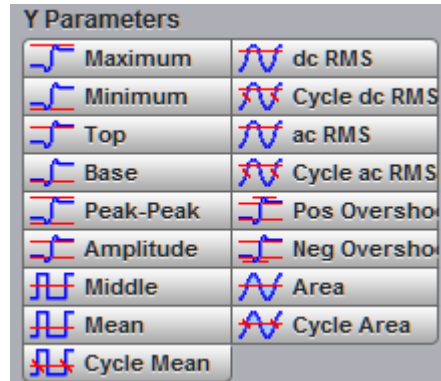 Y Parameters
Maximum
dc RMS
Minimum
Cycle dc RMS
Top
ac RMS
Base
Cycle ac RMS
Peak-Peak
Pos Oversho
Amplitude
Neg Oversho
Middle
Area
Mean
Cycle Area
Cycle Mean